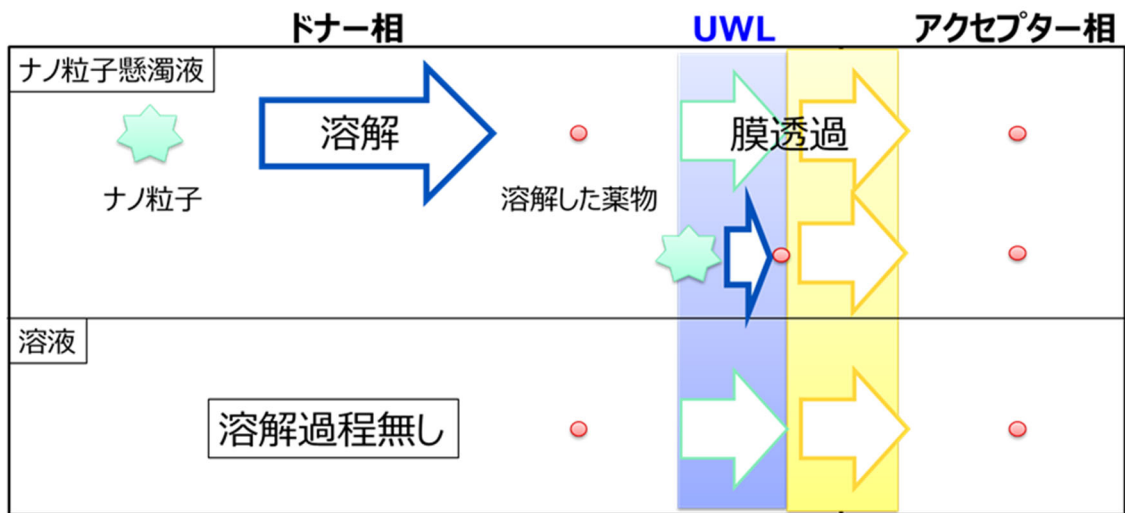 ドナー相 UWL アクセプター相
ナノ粒子懸濁液
溶解 膜透過
ナノ粒子 溶解した薬物
溶液
溶解過程無し